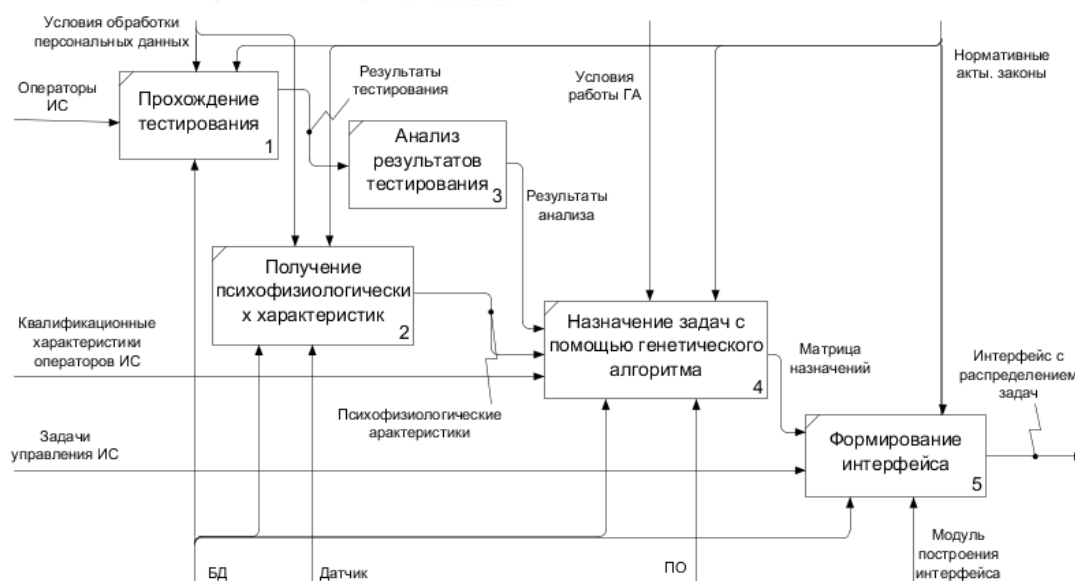 Условия обработки
персональных данных
Операторы
ИС
Прохождение
тестирования
1
Результаты
тестирования
Анализ
результатов
тестирования
3
Условия
работы ГА
Нормативные
акты. законы
Результаты
анализа
Получение
психофизиологически
х характеристик
2
Квалификационные
характеристики
операторов ИС
Психофизиологические
арактеристики
Назначение задач с
помощью генетического
алгоритма
4
Матрица
назначений
Интерфейс с
распределением
задач
Задачи
управления ИС
Формирование
интерфейса
5
БД
Датчик
ПО
Модуль
построения
интерфейса